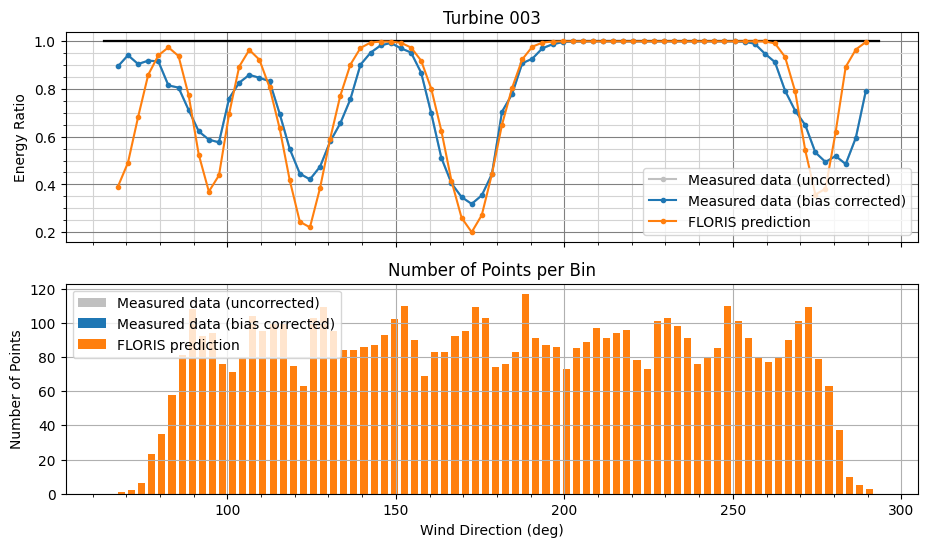 Turbine 003
Energy Ratio
1.0
0.8
0.6
0.4
0.2
Measured data (uncorrected)
Measured data (bias corrected)
FLORIS prediction
Number of Points per Bin
Number of Points
120
100
80
60
40
20
0
Measured data (uncorrected)
Measured data (bias corrected)
FLORIS prediction
100
150
200
250
300
Wind Direction (deg)